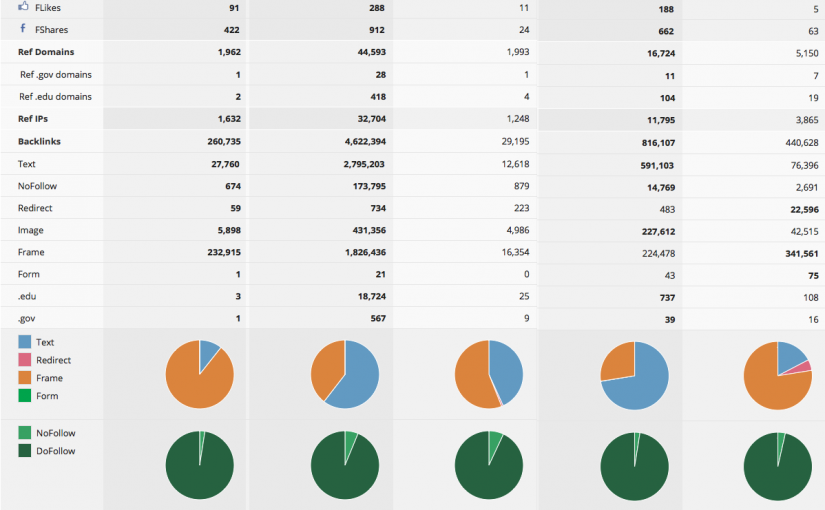 FLikes 91 288 11 188 5
FShares 422 912 24 662 63
Ref Domains 1,962 44,593 1,993 16,724 5,150
Ref .gov domains 1 28 1 11 7
Ref .edu domains 2 418 4 104 19
Ref IPs 1,632 32,704 1,248 11,795 3,865
Backlinks 260,735 4,622,394 29,195 816,107 440,628
Text 27,760 2,795,203 12,618 591,103 76,396
NoFollow 674 173,795 879 14,769 2,691
Redirect 59 734 223 483 22,596
Image 5,898 431,356 4,986 227,612 42,515
Frame 232,915 1,826,436 16,354 224,478 341,561
Form 1 21 0 43 75
.edu 3 18,724 25 737 108
.gov 1 567 9 39 16
Text
Redirect
Frame
Form
NoFollow
DoFollow